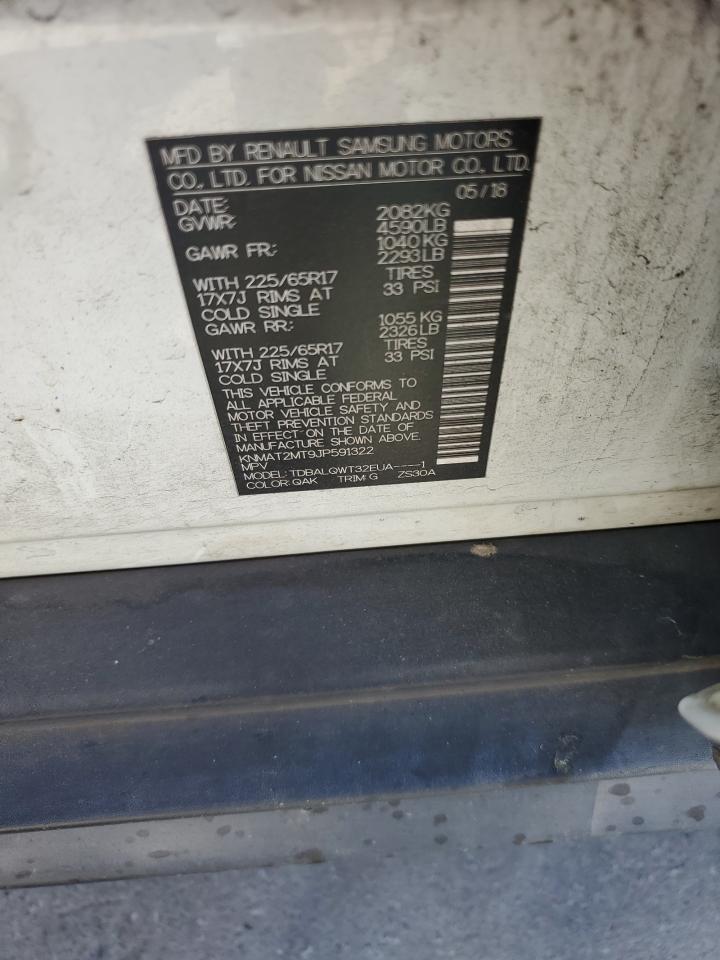 MFD BY RENAULT SAMSUNG MOTORS
CO., LTD. FOR NISSAN MOTOR CO., LTD.
DATE: 05/18
GVWR: 2082KG
4590LB
GAWR FR: 1040KG
2293LB
WITH 225/65R17 TIRES
17X7J RIMS AT 33 PSI
COLD SINGLE
GAWR RR: 1055 KG
2326LB
WITH 225/65R17 TIRES
17X7J RIMS AT 33 PSI
COLD SINGLE
THIS VEHICLE CONFORMS TO
ALL APPLICABLE FEDERAL
MOTOR VEHICLE SAFETY AND
THEFT PREVENTION STANDARDS
IN EFFECT ON THE DATE OF
MANUFACTURE SHOWN ABOVE.
KNMAT2MT9JP591322
MPV
MODEL: TDBALQWT32EUA----1
COLOR: QAK TRIM: G ZS30A